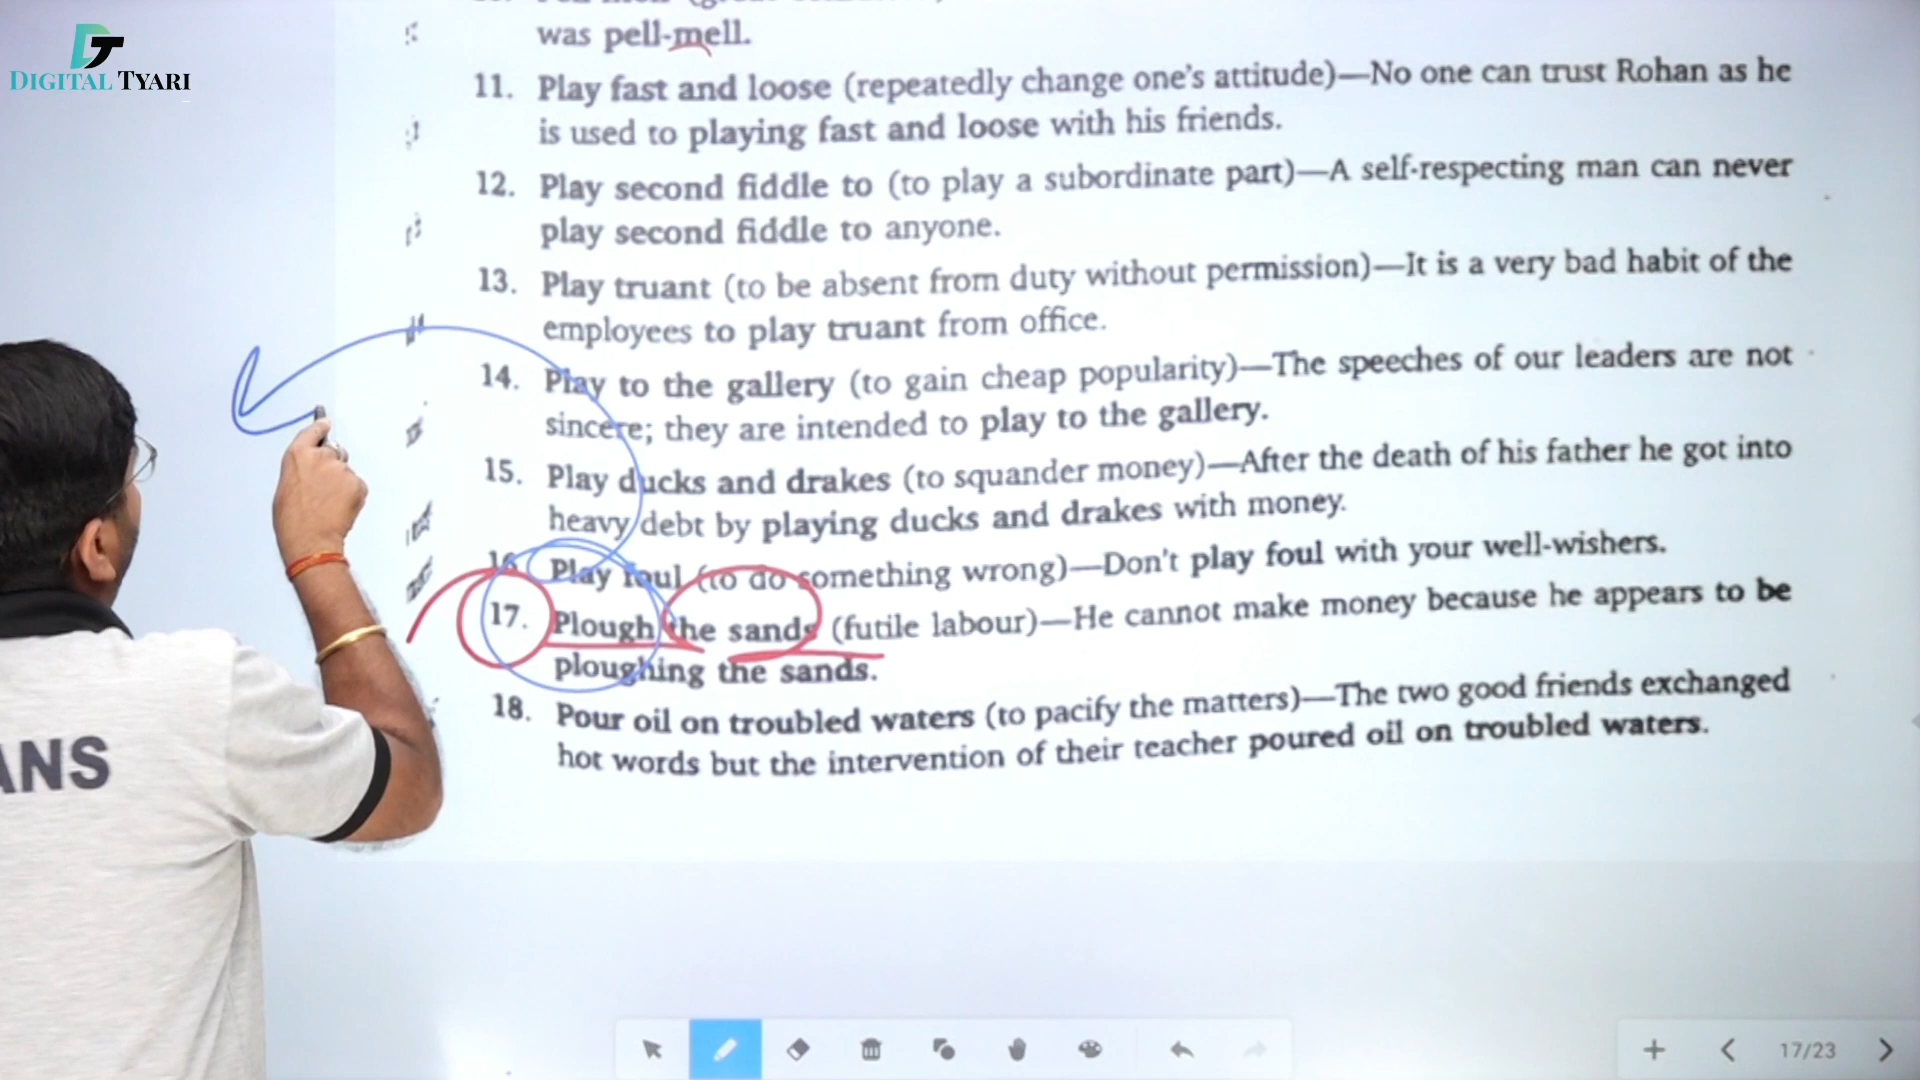 DIGITAL TYARI
was pell-mell.
11. Play fast and loose (repeatedly change one's attitude)—No one can trust Rohan as he
is used to playing fast and loose with his friends.
12. Play second fiddle to (to play a subordinate part)—A self-respecting man can never
play second fiddle to anyone.
13. Play truant (to be absent from duty without permission)—It is a very bad habit of the
employees to play truant from office.
14. Play to the gallery (to gain cheap popularity)—The speeches of our leaders are not
sincere; they are intended to play to the gallery.
15. Play ducks and drakes (to squander money)—After the death of his father he got into
heavy debt by playing ducks and drakes with money.
16. Play foul (to do something wrong)—Don't play foul with your well-wishers.
17. Plough the sands (futile labour)—He cannot make money because he appears to be
ploughing the sands.
18. Pour oil on troubled waters (to pacify the matters)—The two good friends exchanged
hot words but the intervention of their teacher poured oil on troubled waters.
ANS
17/23